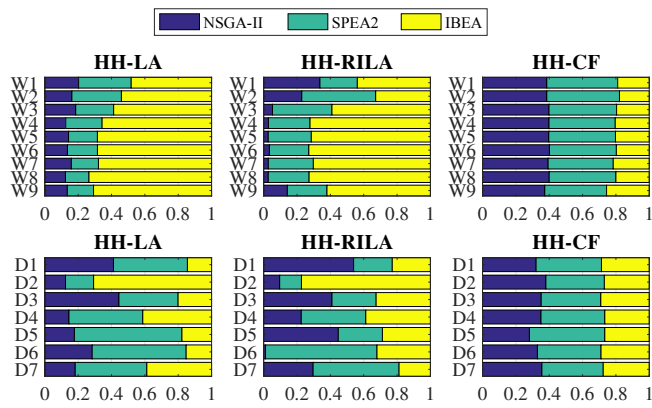 NSGA-II SPEA2 IBEA
HH-LA HH-RILA HH-CF
W1 W1 W1
W2 W2 W2
W3 W3 W3
W4 W4 W4
W5 W5 W5
W6 W6 W6
W7 W7 W7
W8 W8 W8
W9 W9 W9
0 0.2 0.4 0.6 0.8 1 0 0.2 0.4 0.6 0.8 1 0 0.2 0.4 0.6 0.8 1
HH-LA HH-RILA HH-CF
D1 D1 D1
D2 D2 D2
D3 D3 D3
D4 D4 D4
D5 D5 D5
D6 D6 D6
D7 D7 D7
0 0.2 0.4 0.6 0.8 1 0 0.2 0.4 0.6 0.8 1 0 0.2 0.4 0.6 0.8 1